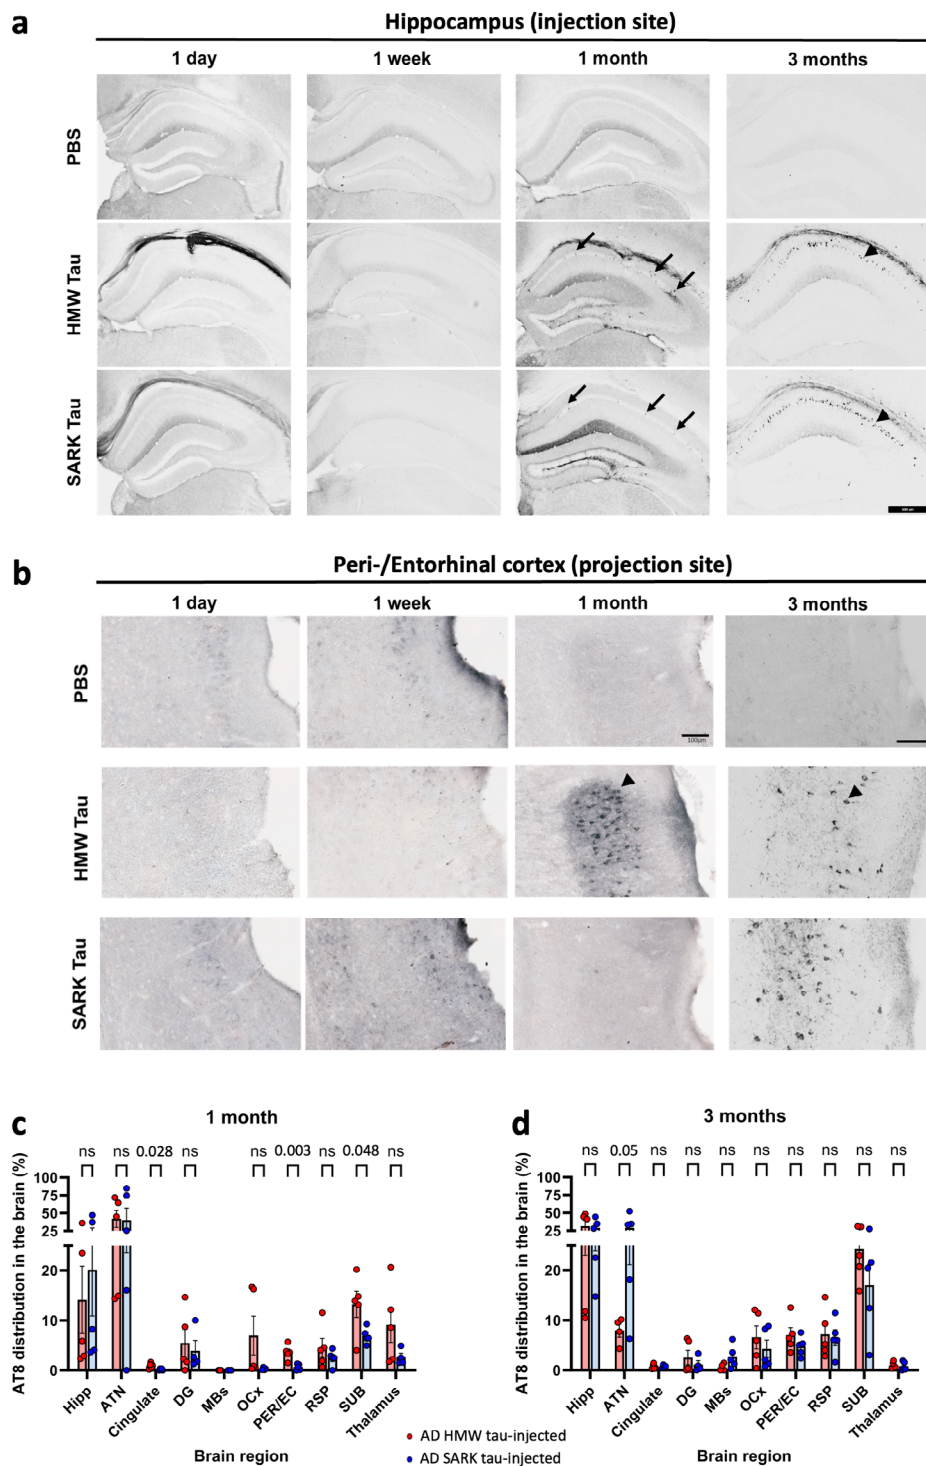 a
Hippocampus (injection site)
1 day 1 week 1 month 3 months
PBS
HMW Tau
SARK Tau
b
Peri-/Entorhinal cortex (projection site)
1 day 1 week 1 month 3 months
PBS
100µm
HMW Tau
SARK Tau
c
1 month
ns ns 0.028 ns ns 0.003 ns 0.048 ns
AT8 distribution in the brain (%)
100
75
50
25
20
10
0
Hipp ATN Cingulate DG MBs OCx PER/EC RSP SUB Thalamus
Brain region
d
3 months
ns 0.05 ns ns ns ns ns ns ns ns
AT8 distribution in the brain (%)
100
75
50
25
20
10
0
Hipp ATN Cingulate DG MBs OCx PER/EC RSP SUB Thalamus
Brain region
AD HMW tau-injected
AD SARK tau-injected